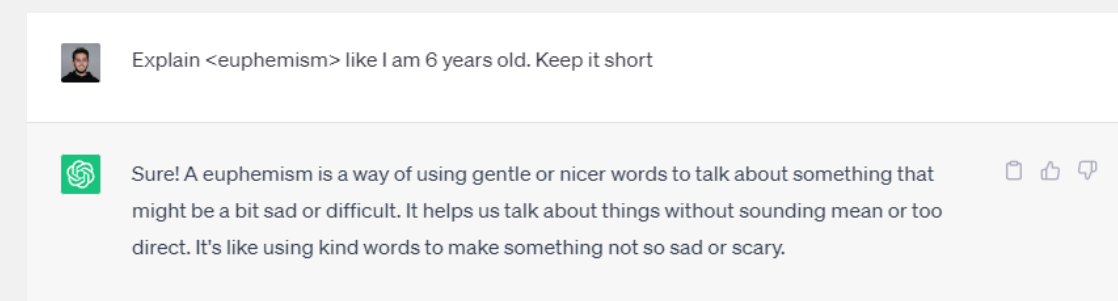 Explain <euphemism> like I am 6 years old. Keep it short
Sure! A euphemism is a way of using gentle or nicer words to talk about something that
might be a bit sad or difficult. It helps us talk about things without sounding mean or too
direct. It's like using kind words to make something not so sad or scary.